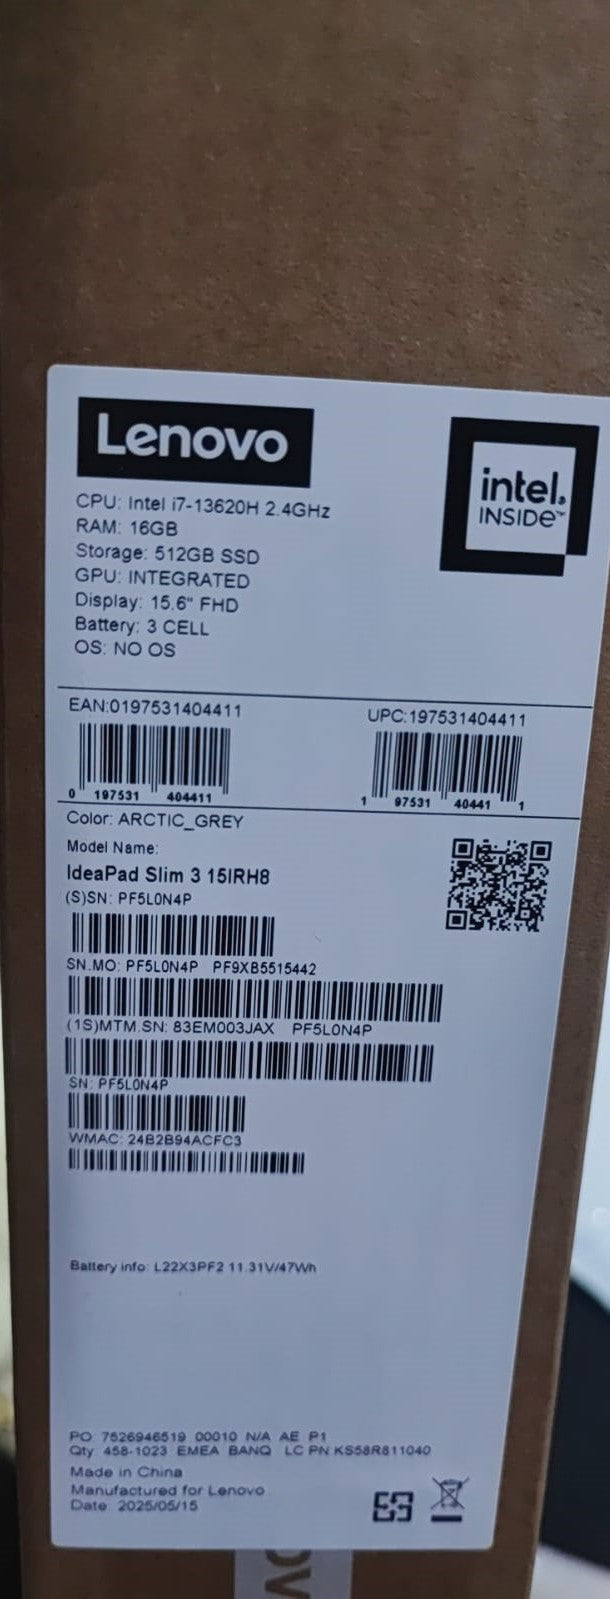 Lenovo
intel.
INSIDE™
CPU: Intel i7-13620H 2.4GHz
RAM: 16GB
Storage: 512GB SSD
GPU: INTEGRATED
Display: 15.6" FHD
Battery: 3 CELL
OS: NO OS
EAN:0197531404411
UPC:197531404411
0 197531 404411
1 97531 40441 1
Color: ARCTIC_GREY
Model Name:
IdeaPad Slim 3 15IRH8
(S)SN: PF5L0N4P
SN.MO: PF5L0N4P PF9XB5515442
(1S)MTM.SN: 83EM003JAX PF5L0N4P
SN: PF5L0N4P
WMAC: 24B2B94ACFC3
Battery info: L22X3PF2 11.31V/47Wh
PO 7526946519 00010 N/A AE P1
Qty 458-1023 EMEA BANQ LC PN KS58R811040
Made in China
Manufactured for Lenovo
Date: 2025/05/15
OV